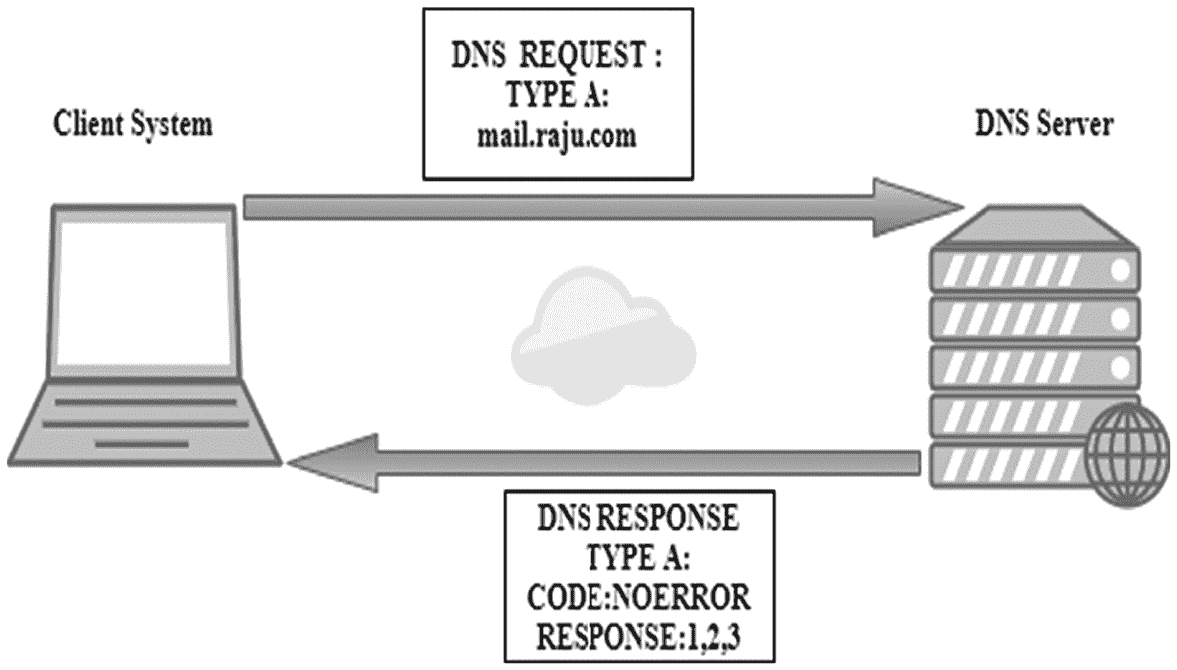 DNS REQUEST :
TYPE A:
mail.raju.com
Client System
DNS Server
DNS RESPONSE
TYPE A:
CODE:NOERROR
RESPONSE:1,2,3